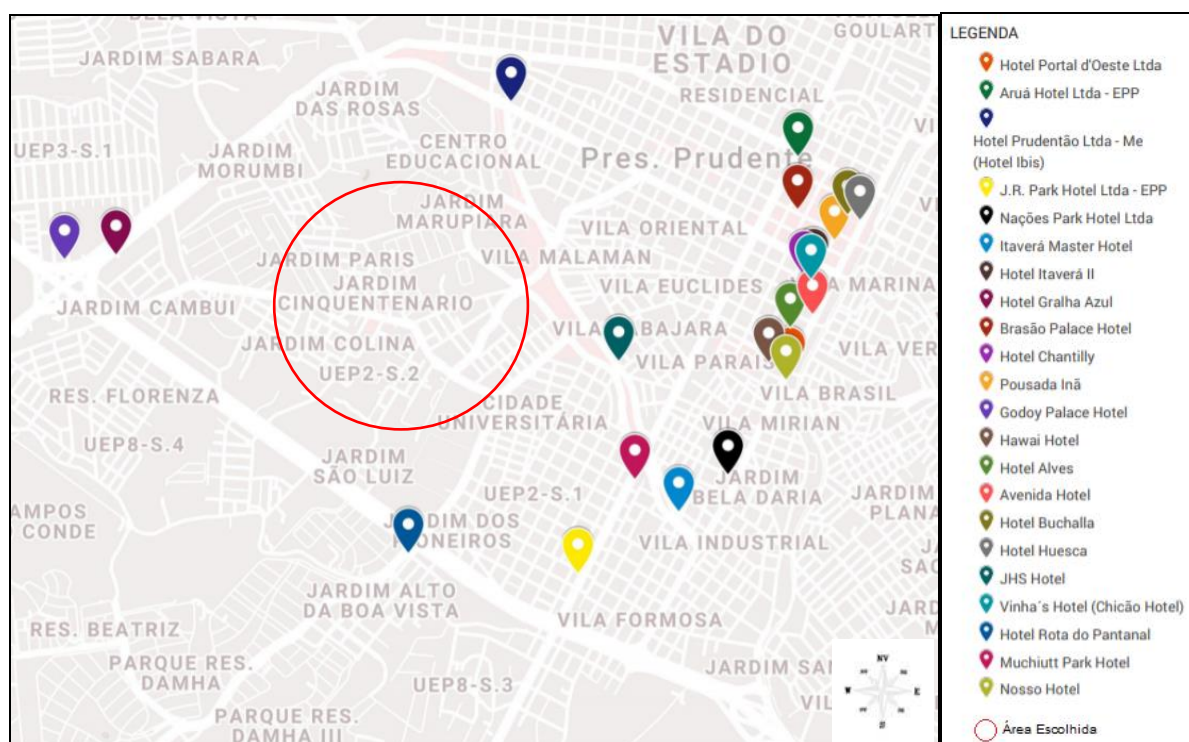 BELA VISTA
VILA DO
ESTADIO
GOULART
JARDIM SABARA
JARDIM
DAS ROSAS
RESIDENCIAL
CENTRO
EDUCACIONAL
VI
UEP3-S.1
JARDIM
MORUMBI
Pres. Prudente
JARDIM
MARUPIARA
VILA ORIENTAL
JARDIM PARIS
VILA MALAMAN
JARDIM
CINQUENTENARIO
VILA EUCLIDES
MARINA
JARDIM CAMBUI
JARDIM COLINA
VILA
ABAJARA
VILA PARAIS
VILA VER
UEP2-S.2
RES. FLORENZA
VILA BRASIL
CIDADE
UNIVERSITÁRIA
VILA MIRIAN
UEP8-S.4
JARDIM
SÃO LUIZ
UEP2-S.1
JARDIM
BELA DARIA
JARDIM
PLANA
AMPOS
CONDE
JARDIM DOS
PIONEIROS
VILA INDUSTRIAL
JARDIM ALTO
DA BOA VISTA
VILA FORMOSA
JARD
RES. BEATRIZ
PARQUE RES.
DAMHA
UEP8-S.3
JARDIM SA
VIL
PARQUE RES.
DAMHA III
NV
W
E
S
LEGENDA
Hotel Portal d'Oeste Ltda
Aruá Hotel Ltda - EPP
Hotel Prudentão Ltda - Me
(Hotel Ibis)
J.R. Park Hotel Ltda - EPP
Nações Park Hotel Ltda
Itaverá Master Hotel
Hotel Itaverá II
Hotel Gralha Azul
Brasão Palace Hotel
Hotel Chantilly
Pousada Inã
Godoy Palace Hotel
Hawai Hotel
Hotel Alves
Avenida Hotel
Hotel Buchalla
Hotel Huesca
JHS Hotel
Vinha´s Hotel (Chicão Hotel)
Hotel Rota do Pantanal
Muchiutt Park Hotel
Nosso Hotel
Área Escolhida